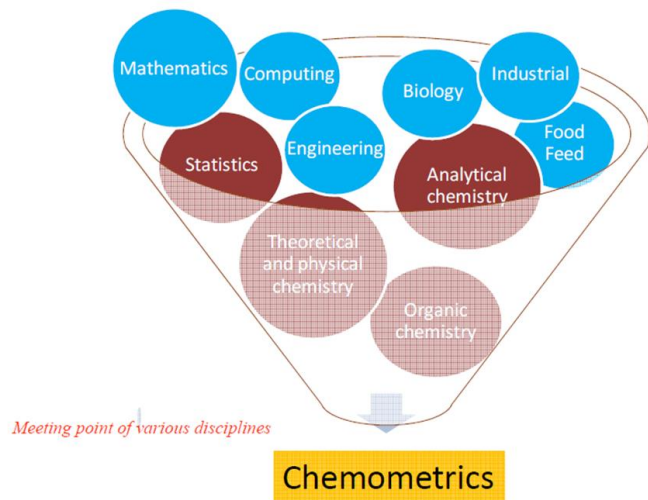 Mathematics
Computing
Biology
Industrial
Food
Feed
Statistics
Engineering
Analytical
chemistry
Theoretical
and physical
chemistry
Organic
chemistry
Meeting point of various disciplines
Chemometrics